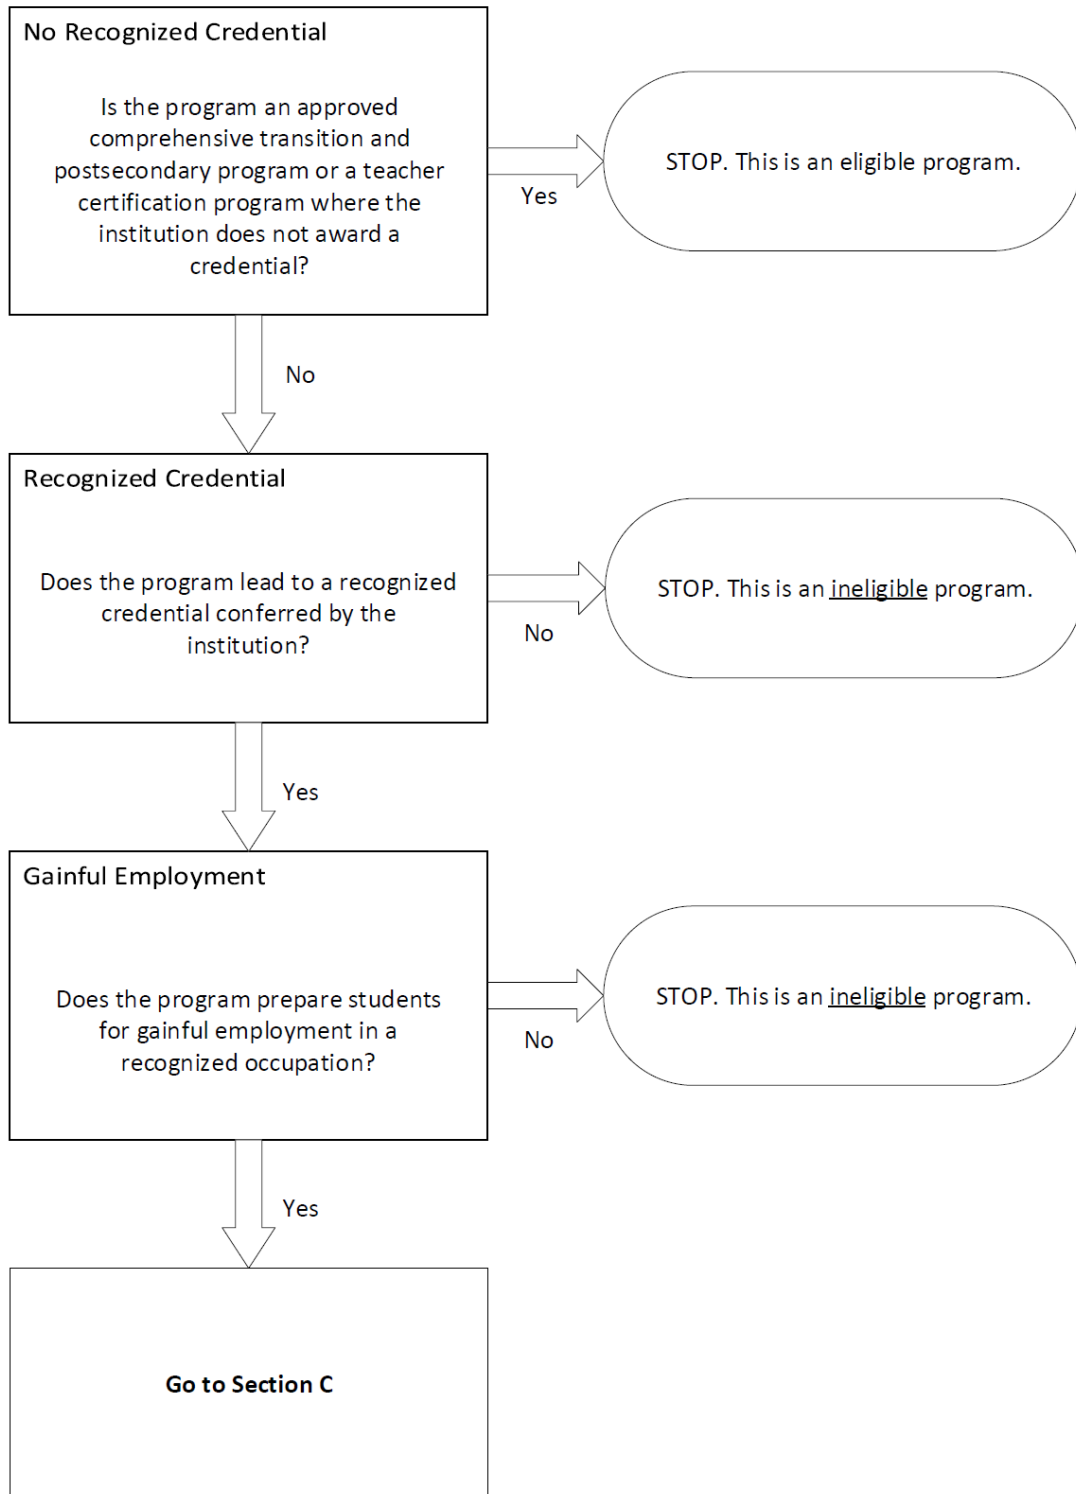 No Recognized Credential
Is the program an approved
comprehensive transition and
postsecondary program or a teacher
certification program where the
institution does not award a
credential?
Yes
STOP. This is an eligible program.
No
Recognized Credential
Does the program lead to a recognized
credential conferred by the
institution?
No
STOP. This is an ineligible program.
Yes
Gainful Employment
Does the program prepare students
for gainful employment in a
recognized occupation?
No
STOP. This is an ineligible program.
Yes
Go to Section C